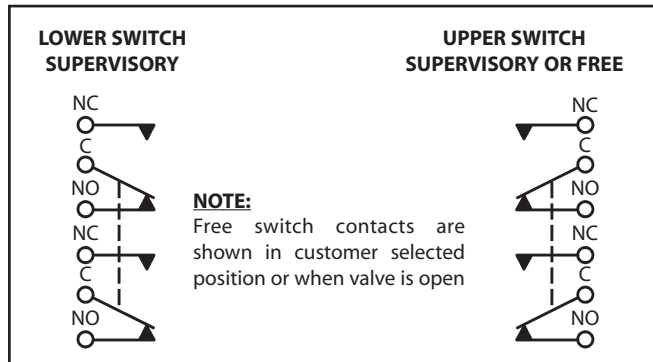 LOWER SWITCH
SUPERVISORY
NC
C
NO
NC
C
NO
NOTE:
Free switch contacts are
shown in customer selected
position or when valve is open
UPPER SWITCH
SUPERVISORY OR FREE
NC
C
NO
NC
C
NO